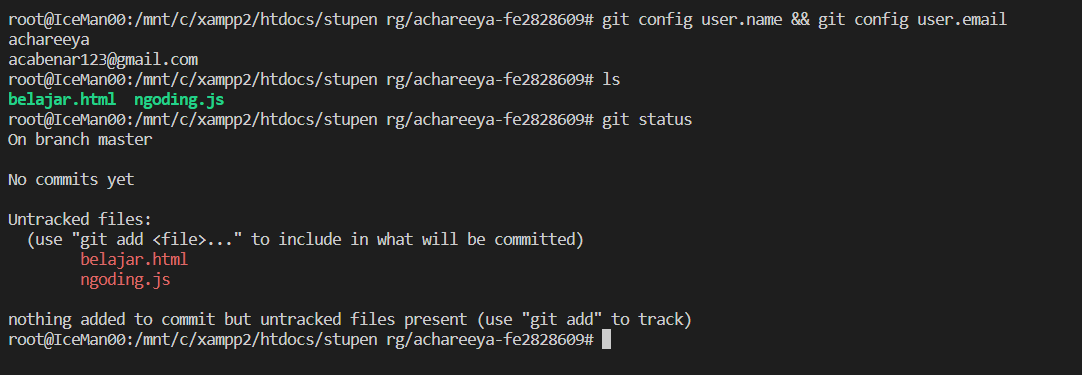 root@IceMan00:/mnt/c/xampp2/htdocs/stupen rg/achareeya-fe2828609# git config user.name && git config user.email
achareeya
acabenar123@gmail.com
root@IceMan00:/mnt/c/xampp2/htdocs/stupen rg/achareeya-fe2828609# ls
belajar.html  ngoding.js
root@IceMan00:/mnt/c/xampp2/htdocs/stupen rg/achareeya-fe2828609# git status
On branch master
No commits yet
Untracked files:
  (use "git add <file>..." to include in what will be committed)
        belajar.html
        ngoding.js
nothing added to commit but untracked files present (use "git add" to track)
root@IceMan00:/mnt/c/xampp2/htdocs/stupen rg/achareeya-fe2828609#